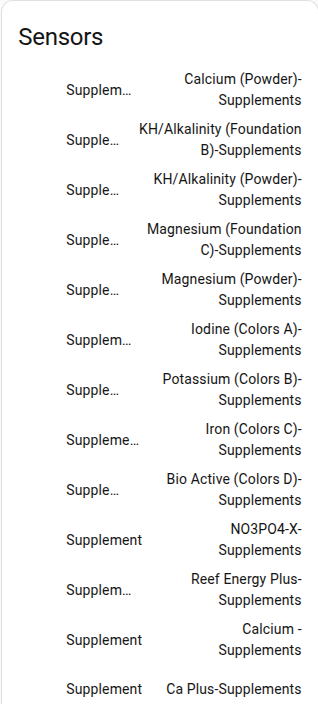 Sensors
Supplem... Calcium (Powder)-
Supplements
Supple... KH/Alkalinity (Foundation
B)-Supplements
Supple... KH/Alkalinity (Powder)-
Supplements
Supple... Magnesium (Foundation
C)-Supplements
Supple... Magnesium (Powder)-
Supplements
Supplem... Iodine (Colors A)-
Supplements
Supple... Potassium (Colors B)-
Supplements
Suppleme... Iron (Colors C)-
Supplements
Supple... Bio Active (Colors D)-
Supplements
Supplement NO3PO4-X-
Supplements
Supplem... Reef Energy Plus-
Supplements
Supplement Calcium -
Supplements
Supplement Ca Plus-Supplements